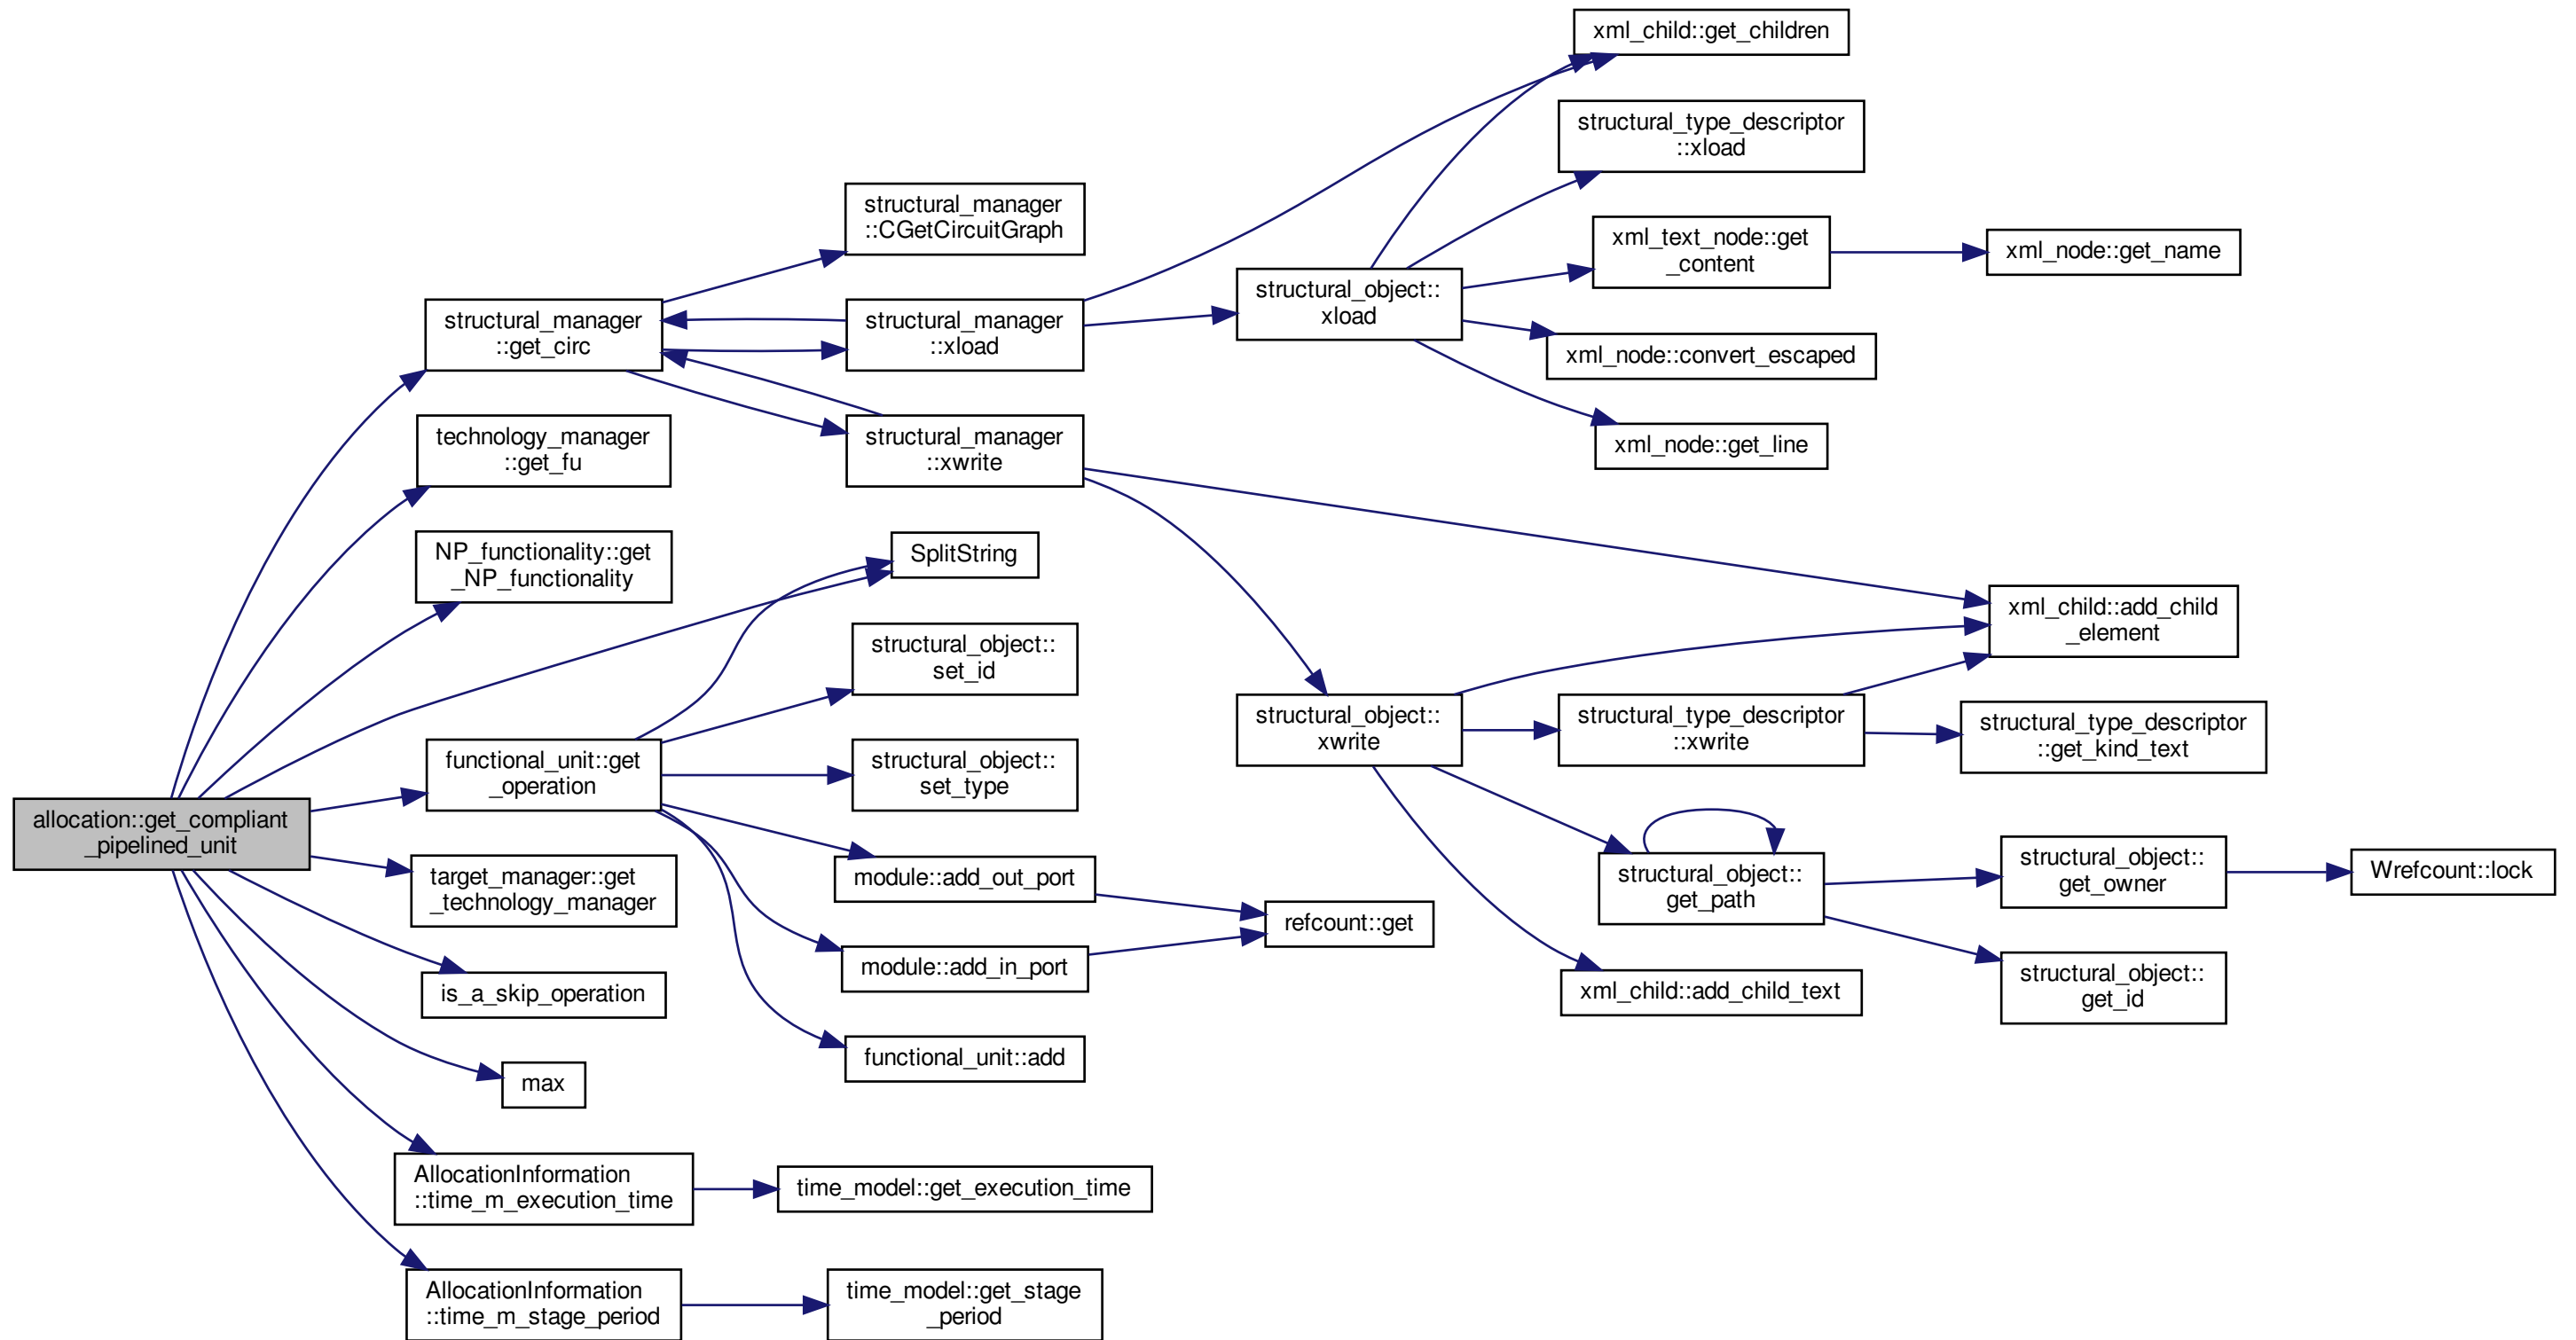 allocation::get_compliant
_pipelined_unit
structural_manager
::get_circ
technology_manager
::get_fu
NP_functionality::get
_NP_functionality
functional_unit::get
_operation
target_manager::get
_technology_manager
is_a_skip_operation
max
AllocationInformation
::time_m_execution_time
AllocationInformation
::time_m_stage_period
structural_manager
::CGetCircuitGraph
structural_manager
::xload
structural_manager
::xwrite
SplitString
structural_object::
set_id
structural_object::
set_type
module::add_out_port
module::add_in_port
functional_unit::add
time_model::get_execution_time
time_model::get_stage
_period
structural_object::
xload
structural_object::
xwrite
refcount::get
xml_child::get_children
structural_type_descriptor
::xload
xml_text_node::get
_content
xml_node::convert_escaped
xml_node::get_line
structural_type_descriptor
::xwrite
structural_object::
get_path
xml_child::add_child_text
xml_node::get_name
xml_child::add_child
_element
structural_type_descriptor
::get_kind_text
structural_object::
get_owner
structural_object::
get_id
Wrefcount::lock